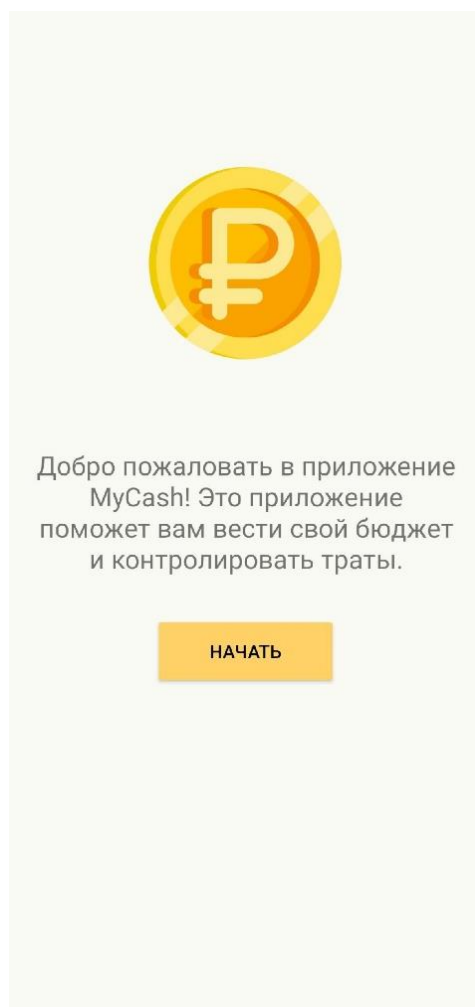 Добро пожаловать в приложение
MyCash! Это приложение
поможет вам вести свой бюджет
и контролировать траты.
НАЧАТЬ